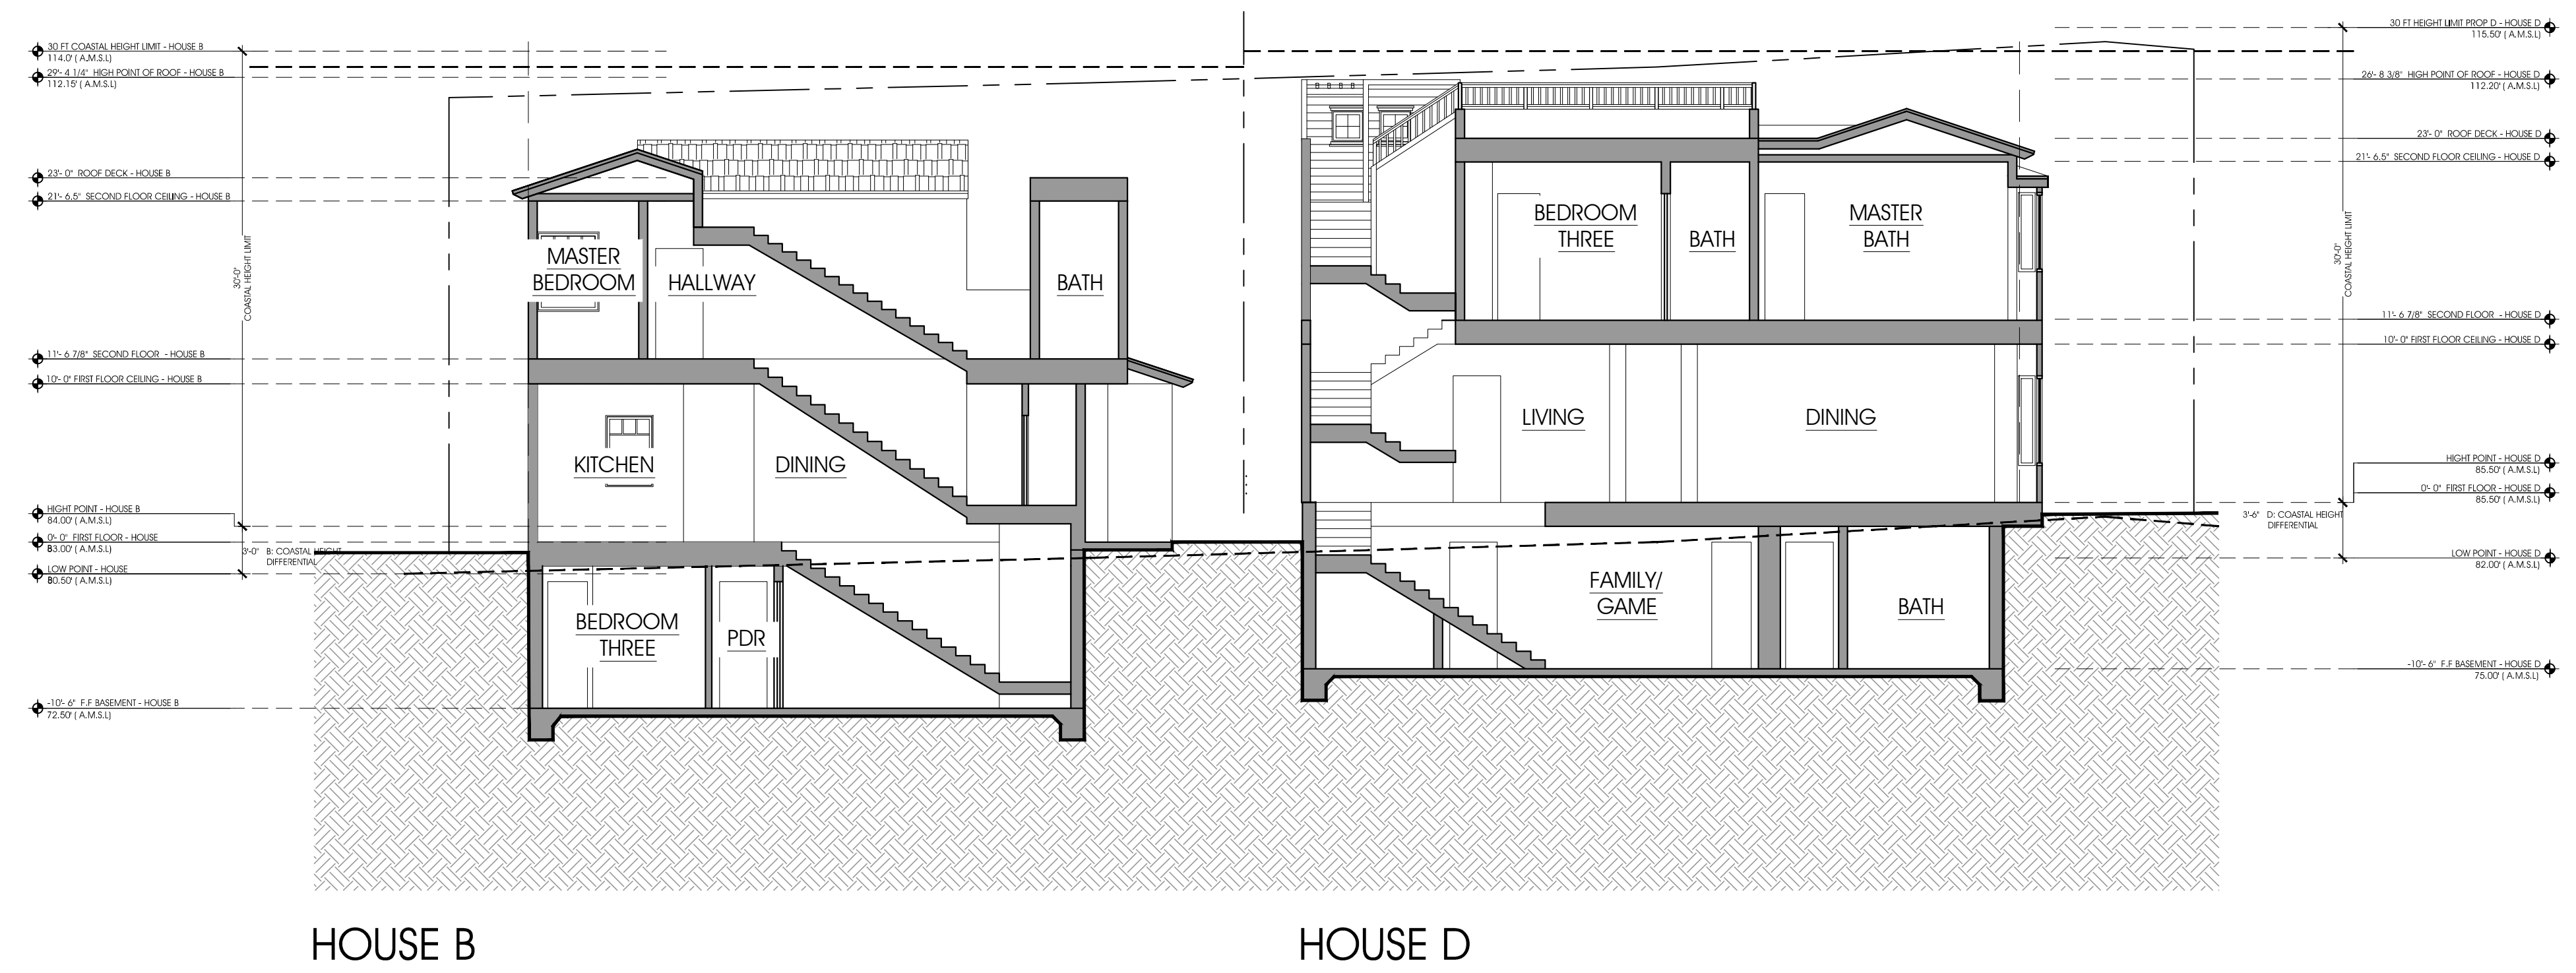 30 FT COASTAL HEIGHT LIMIT - HOUSE B
114.0' ( A.M.S.L)
29'- 4 1/4" HIGH POINT OF ROOF - HOUSE B
112.15' ( A.M.S.L)
23'- 0" ROOF DECK - HOUSE B
21'- 6.5" SECOND FLOOR CEILING - HOUSE B
30'-0"
COASTAL HEIGHT LIMIT
11'- 6 7/8" SECOND FLOOR - HOUSE B
10'- 0" FIRST FLOOR CEILING - HOUSE B
HIGHT POINT - HOUSE B
84.00' ( A.M.S.L)
0'- 0" FIRST FLOOR - HOUSE
B
83.00' ( A.M.S.L)
3'-0" B: COASTAL HEIGHT
DIFFERENTIAL
LOW POINT - HOUSE
B
80.50' ( A.M.S.L)
-10'- 6" F.F BASEMENT - HOUSE B
72.50' ( A.M.S.L)
MASTER
BEDROOM
HALLWAY
BATH
KITCHEN
DINING
BEDROOM
THREE
PDR
BEDROOM
THREE
BATH
MASTER
BATH
LIVING
DINING
FAMILY/
GAME
BATH
30 FT HEIGHT LIMIT PROP D - HOUSE D
115.50' ( A.M.S.L)
26'- 8 3/8" HIGH POINT OF ROOF - HOUSE D
112.20' ( A.M.S.L)
23'- 0" ROOF DECK - HOUSE D
21'- 6.5" SECOND FLOOR CEILING - HOUSE D
30'-0"
COASTAL HEIGHT LIMIT
11'- 6 7/8" SECOND FLOOR - HOUSE D
10'- 0" FIRST FLOOR CEILING - HOUSE D
HIGHT POINT - HOUSE D
85.50' ( A.M.S.L)
0'- 0" FIRST FLOOR - HOUSE D
85.50' ( A.M.S.L)
3'-6" D: COASTAL HEIGHT
DIFFERENTIAL
LOW POINT - HOUSE D
82.00' ( A.M.S.L)
-10'- 6" F.F BASEMENT - HOUSE D
75.00' ( A.M.S.L)
HOUSE B
HOUSE D